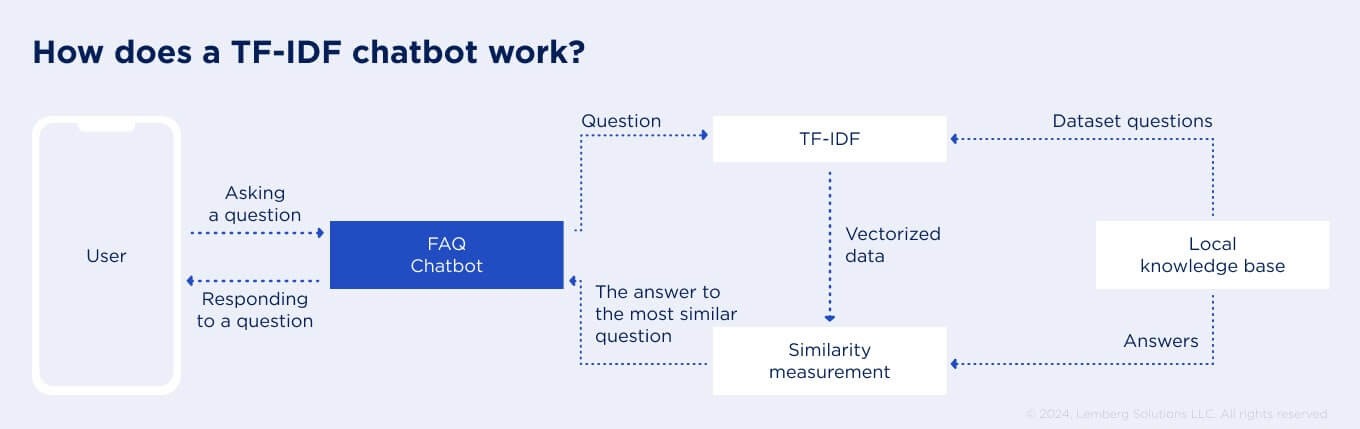 How does a TF-IDF chatbot work?
User
Asking
a question
Responding
to a question
FAQ
Chatbot
Question
TF-IDF
Dataset questions
Vectorized
data
Local
knowledge base
The answer to
the most similar
question
Similarity
measurement
Answers
© 2024, Lemberg Solutions LLC. All rights reserved.